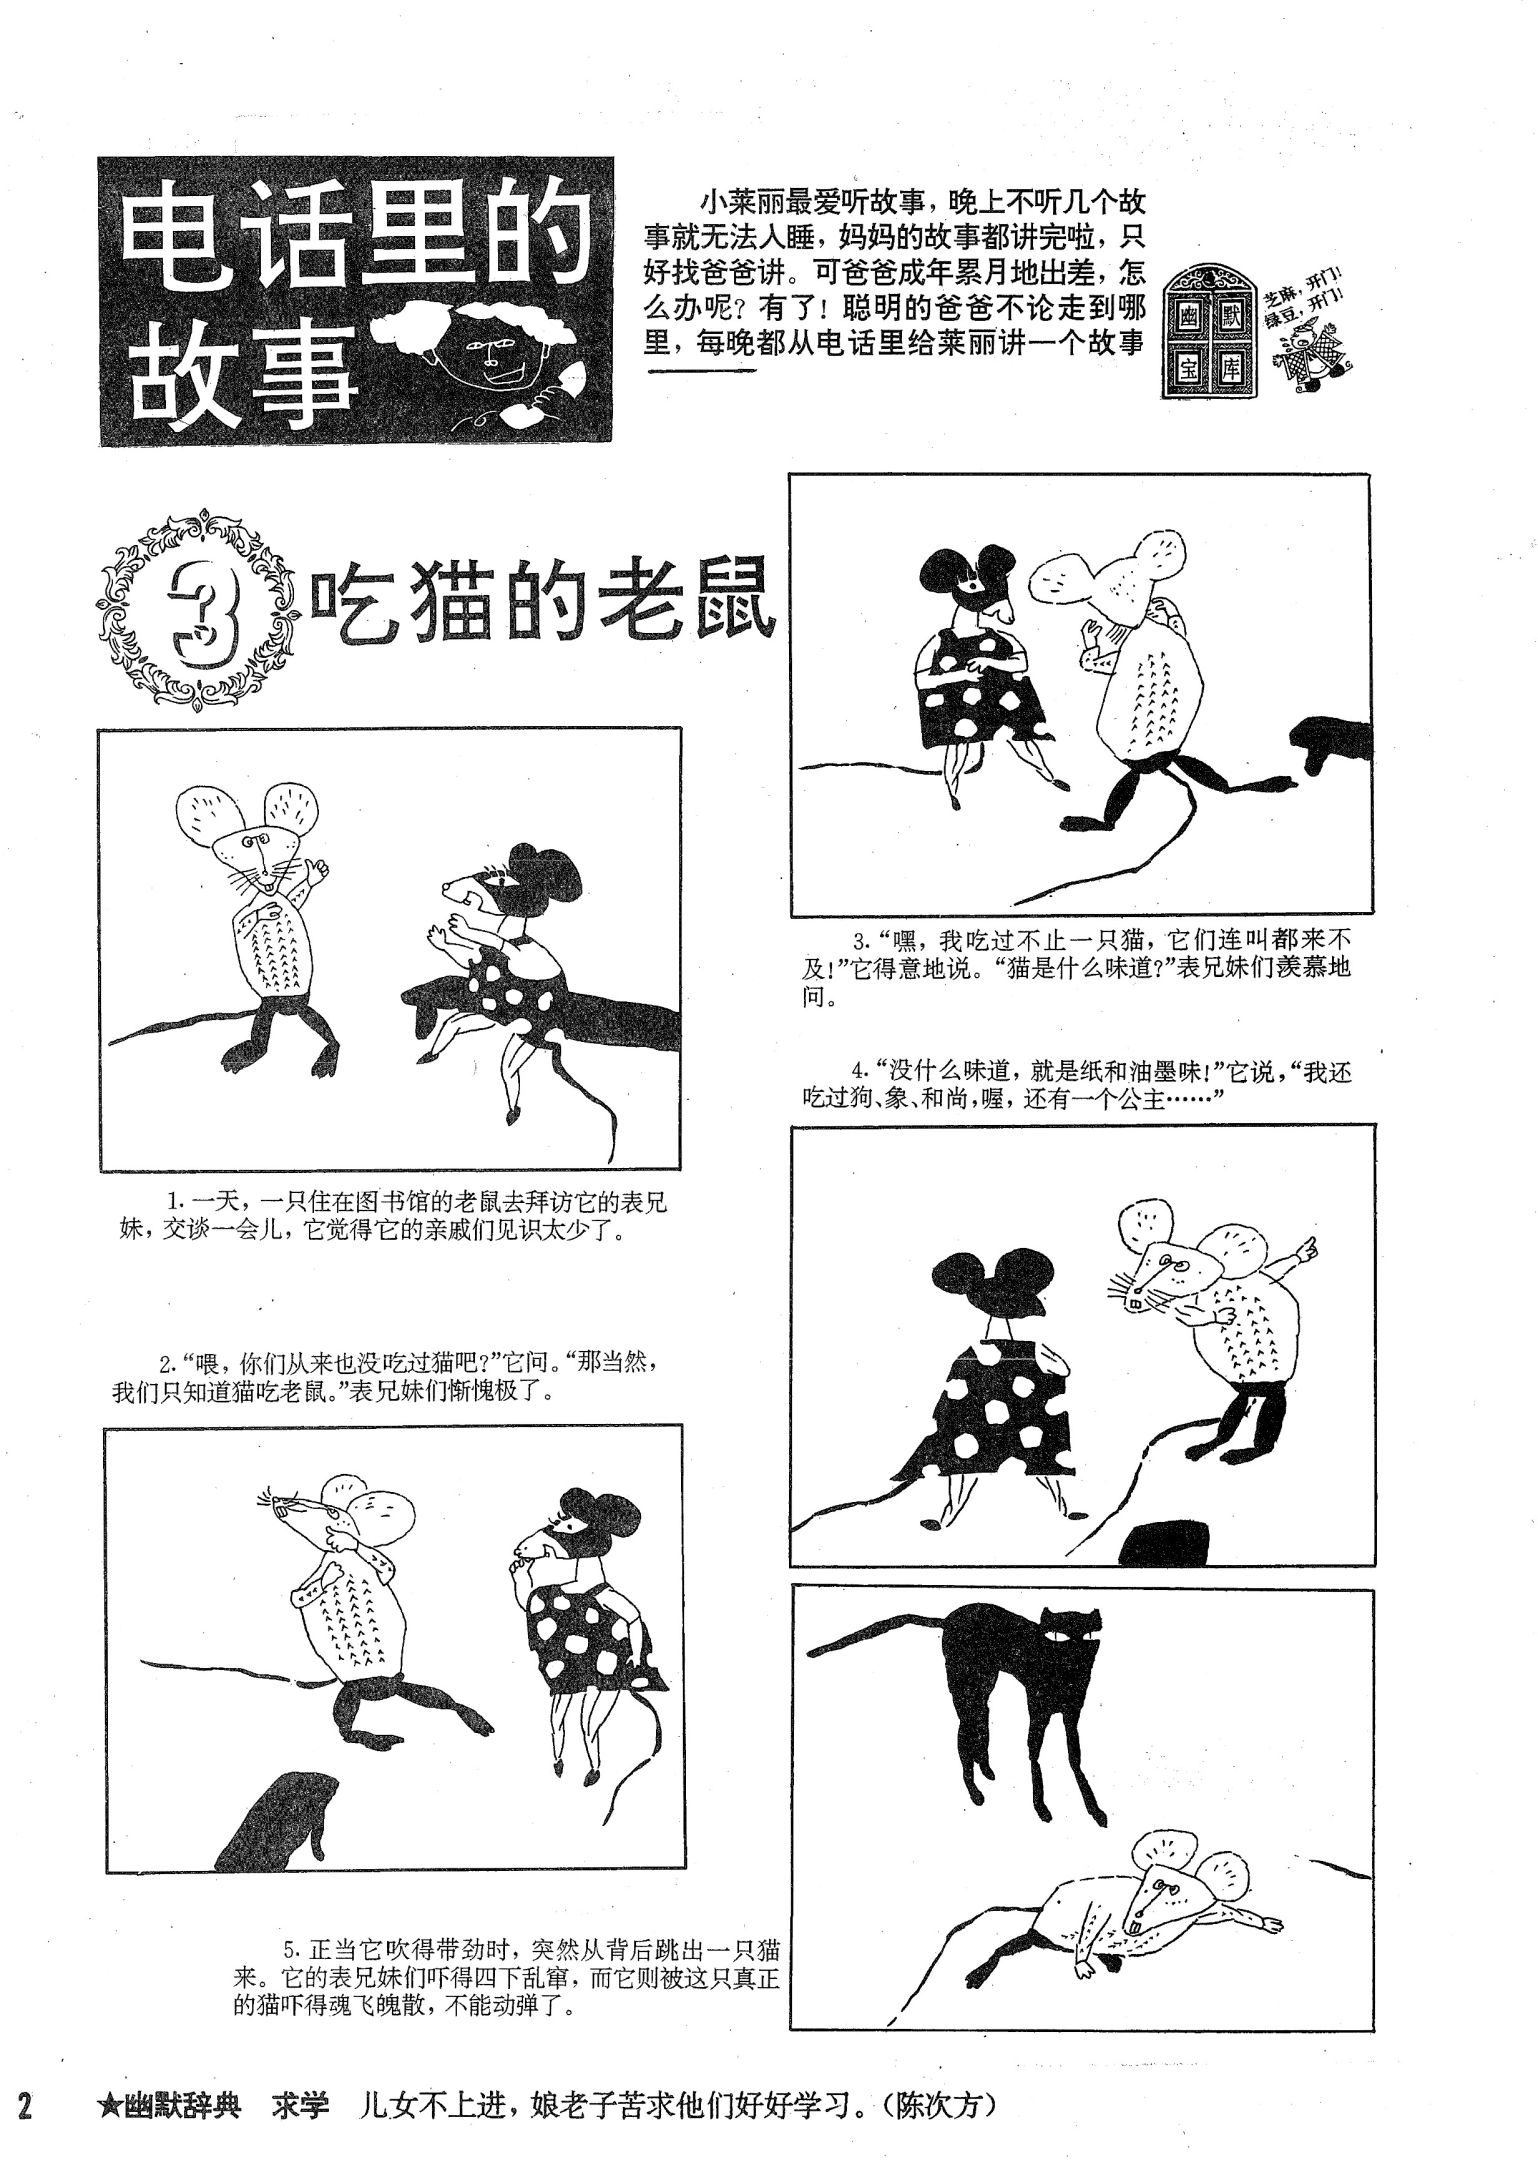 电话里的
故事
小莱丽最爱听故事，晚上不听几个故
事就无法入睡，妈妈的故事都讲完啦，只
好找爸爸讲。可爸爸成年累月地出差，怎
么办呢？有了！聪明的爸爸不论走到哪
里，每晚都从电话里给莱丽讲一个故事
——
幽默
宝库
芝麻，开门！
绿豆，开门！
3 吃猫的老鼠
1. 一天，一只住在图书馆的老鼠去拜访它的表兄
妹，交谈一会儿，它觉得它的亲戚们见识太少了。
2. “喂，你们从来也没吃过猫吧？”它问。“那当然，
我们只知道猫吃老鼠。”表兄妹们惭愧极了。
3. “嘿，我吃过不止一只猫，它们连叫都来不
及！”它得意地说。“猫是什么味道？”表兄妹们羡慕地
问。
4. “没什么味道，就是纸和油墨味！”它说，“我还
吃过狗、象、和尚，喔，还有一个公主……”
5. 正当它吹得带劲时，突然从背后跳出一只猫
来。它的表兄妹们吓得四下乱窜，而它则被这只真正
的猫吓得魂飞魄散，不能动弹了。
2 ★幽默辞典 求学 儿女不上进，娘老子苦求他们好好学习。（陈次方）